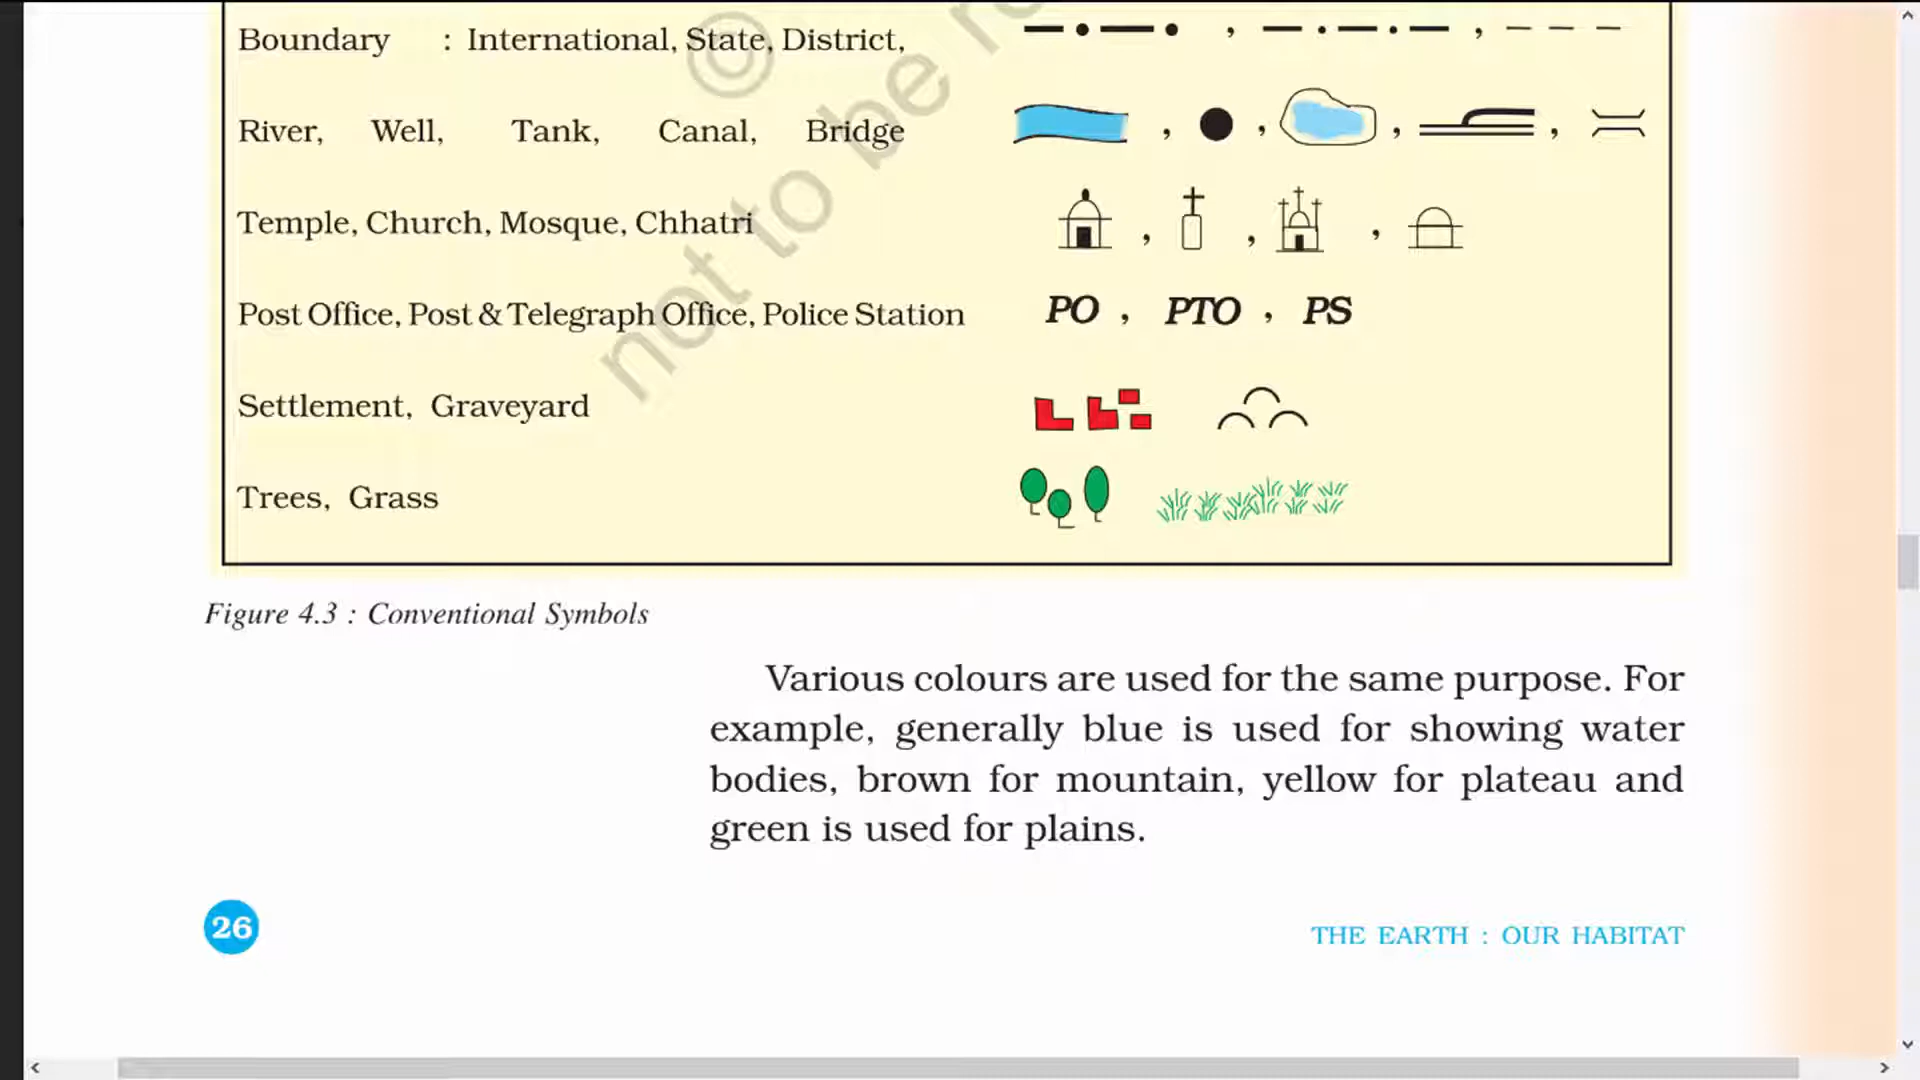 Boundary : International, State, District,
River, Well, Tank, Canal, Bridge , , , ,
Temple, Church, Mosque, Chhatri , , ,
Post Office, Post & Telegraph Office, Police Station PO , PTO , PS
Settlement, Graveyard
Trees, Grass
© not to be
Figure 4.3 : Conventional Symbols
Various colours are used for the same purpose. For
example, generally blue is used for showing water
bodies, brown for mountain, yellow for plateau and
green is used for plains.
26
THE EARTH : OUR HABITAT